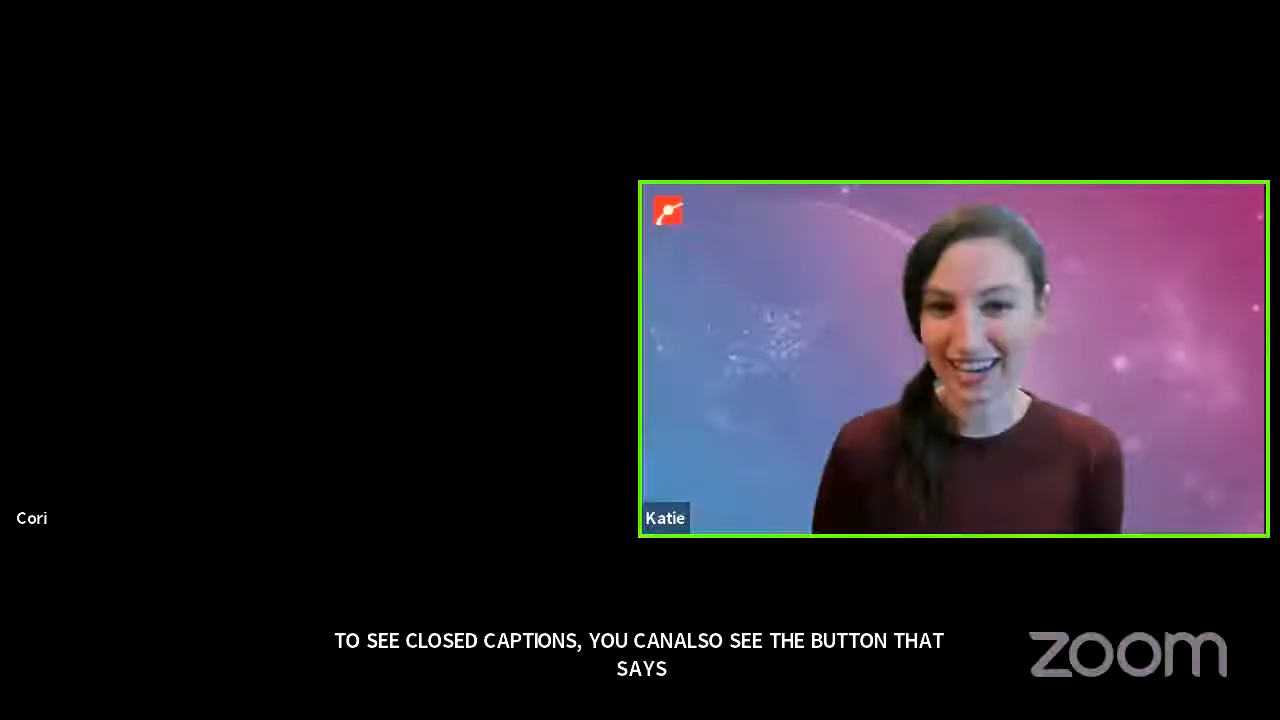 Cori
Katie
TO SEE CLOSED CAPTIONS, YOU CANALSO SEE THE BUTTON THAT
SAYS
zoom